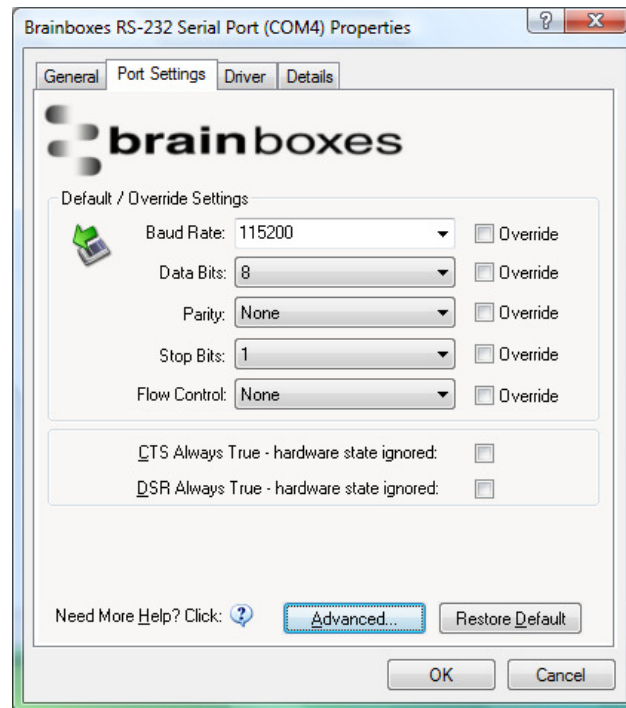 Brainboxes RS-232 Serial Port (COM4) Properties
? X
General Port Settings Driver Details
brainboxes
Default / Override Settings
Baud Rate: 115200 Override
Data Bits: 8 Override
Parity: None Override
Stop Bits: 1 Override
Flow Control: None Override
CTS Always True - hardware state ignored:
DSR Always True - hardware state ignored:
Need More Help? Click: ? Advanced... Restore Default
OK Cancel